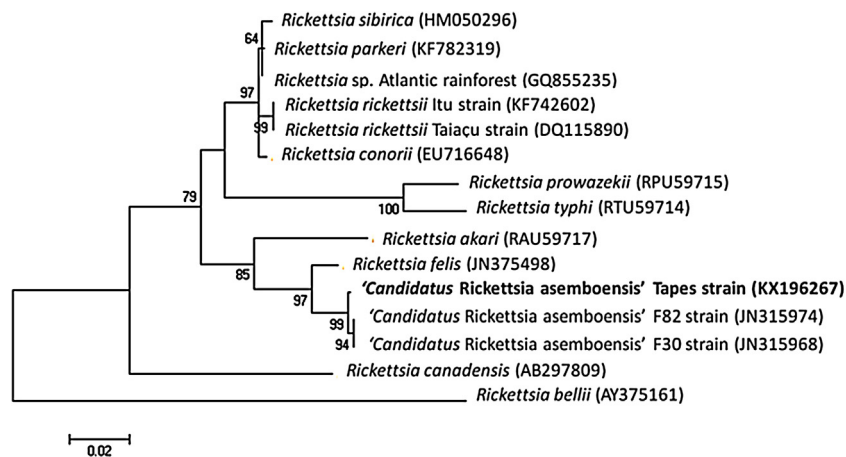 Rickettsia sibirica (HM050296)
64
Rickettsia parkeri (KF782319)
Rickettsia sp. Atlantic rainforest (GQ855235)
97
Rickettsia rickettsii Itu strain (KF742602)
99
Rickettsia rickettsii Taiaçu strain (DQ115890)
Rickettsia conorii (EU716648)
Rickettsia prowazekii (RPU59715)
79
100
Rickettsia typhi (RTU59714)
Rickettsia akari (RAU59717)
85
Rickettsia felis (JN375498)
97
‘Candidatus Rickettsia asemboensis’ Tapes strain (KX196267)
‘Candidatus Rickettsia asemboensis’ F82 strain (JN315974)
99
94
‘Candidatus Rickettsia asemboensis’ F30 strain (JN315968)
Rickettsia canadensis (AB297809)
Rickettsia bellii (AY375161)
0.02